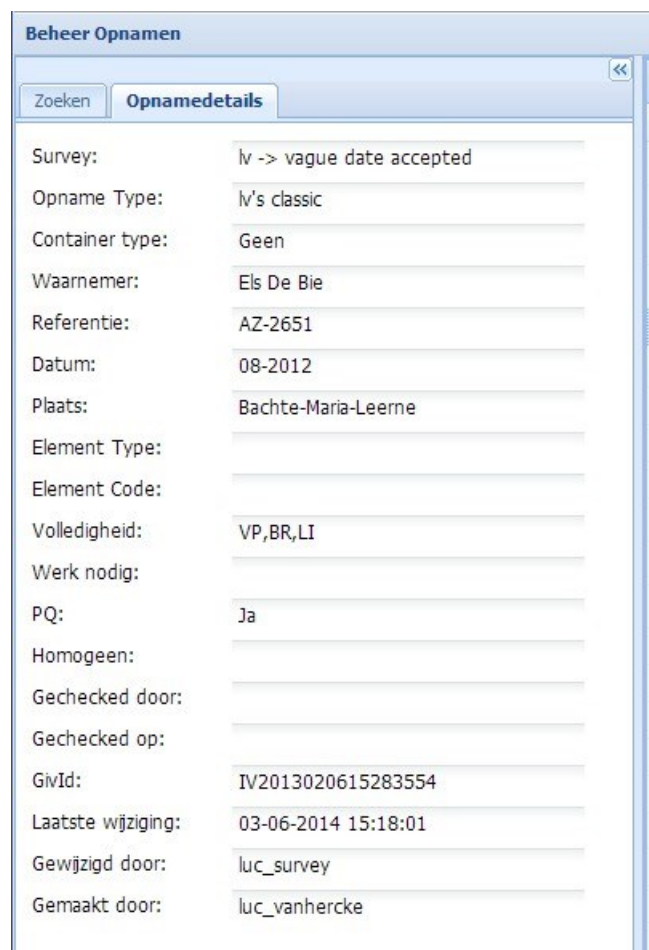 Beheer Opnamen
Zoeken Opnamedetails
Survey: lv -> vague date accepted
Opname Type: lv's classic
Container type: Geen
Waarnemer: Els De Bie
Referentie: AZ-2651
Datum: 08-2012
Plaats: Bachte-Maria-Leerne
Element Type:
Element Code:
Volledigheid: VP,BR,LI
Werk nodig:
PQ: Ja
Homogeen:
Gechecked door:
Gechecked op:
GivId: IV2013020615283554
Laatste wijziging: 03-06-2014 15:18:01
Gewijzigd door: luc_survey
Gemaakt door: luc_vanhercke